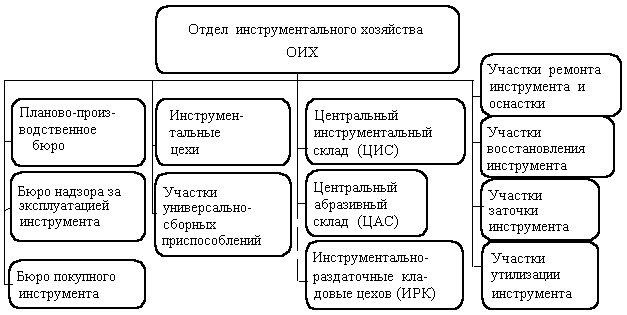 Отдел инструментального хозяйства
ОИХ
Планово-произ-
водственное
бюро
Бюро надзора за
эксплуатацией
инструмента
Бюро покупного
инструмента
Инструмен-
тальные
цехи
Участки
универсально-
сборных
приспособлений
Центральный
инструментальный
склад (ЦИС)
Центральный
абразивный
склад (ЦАС)
Инструментально-
раздаточные кла-
довые цехов (ИРК)
Участки ремонта
инструмента и
оснастки
Участки
восстановления
инструмента
Участки
заточки
инструмента
Участки
утилизации
инструмента